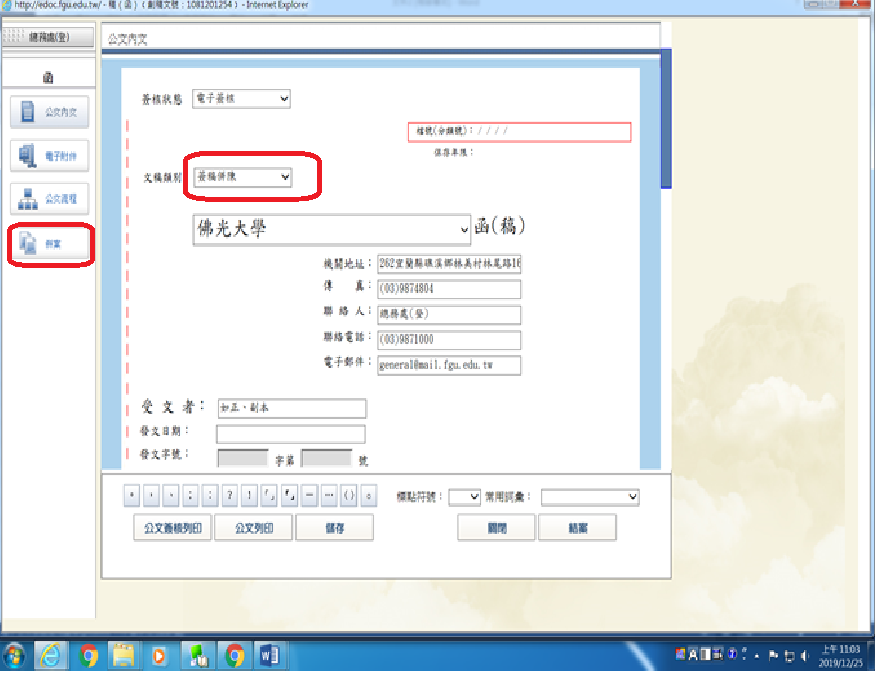 http://edoc.fgu.edu.tw/ - 稿 ( 函 )  ( 創稿文號 : 1081201254 ) - Internet Explorer
總務處(登)
公文內文
函
公文內文
電子附件
公文流程
併案
簽核狀態 電子簽核
檔號(分類號): / / / /
保存年限:
文稿類別 簽稿併陳
佛光大學 函(稿)
機關地址: 262宜蘭縣礁溪鄉林美村林尾路16
傳 真: (03)9874804
聯 絡 人: 總務處(登)
聯絡電話: (03)9871000
電子郵件: general@mail.fgu.edu.tw
受 文 者: 如正、副本
發文日期:
發文字號: 字第 號
。 , 、 ; : ? ! 「」 『』 ─ … ()
標點符號: 常用詞彙:
公文簽核列印 公文列印 儲存 關閉 結案
上午 11:03
2019/12/25